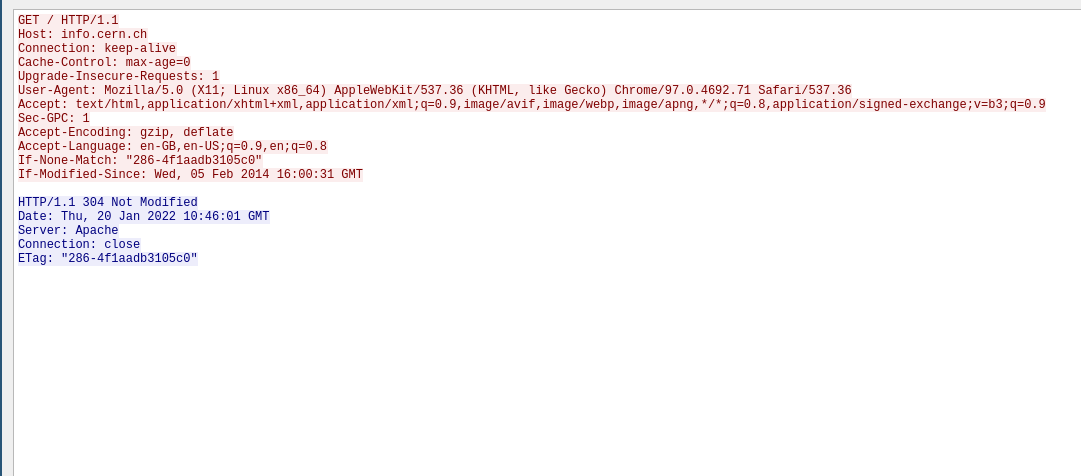 GET / HTTP/1.1
Host: info.cern.ch
Connection: keep-alive
Cache-Control: max-age=0
Upgrade-Insecure-Requests: 1
User-Agent: Mozilla/5.0 (X11; Linux x86_64) AppleWebKit/537.36 (KHTML, like Gecko) Chrome/97.0.4692.71 Safari/537.36
Accept: text/html,application/xhtml+xml,application/xml;q=0.9,image/avif,image/webp,image/apng,*/*;q=0.8,application/signed-exchange;v=b3;q=0.9
Sec-GPC: 1
Accept-Encoding: gzip, deflate
Accept-Language: en-GB,en-US;q=0.9,en;q=0.8
If-None-Match: "286-4f1aadb3105c0"
If-Modified-Since: Wed, 05 Feb 2014 16:00:31 GMT
HTTP/1.1 304 Not Modified
Date: Thu, 20 Jan 2022 10:46:01 GMT
Server: Apache
Connection: close
ETag: "286-4f1aadb3105c0"